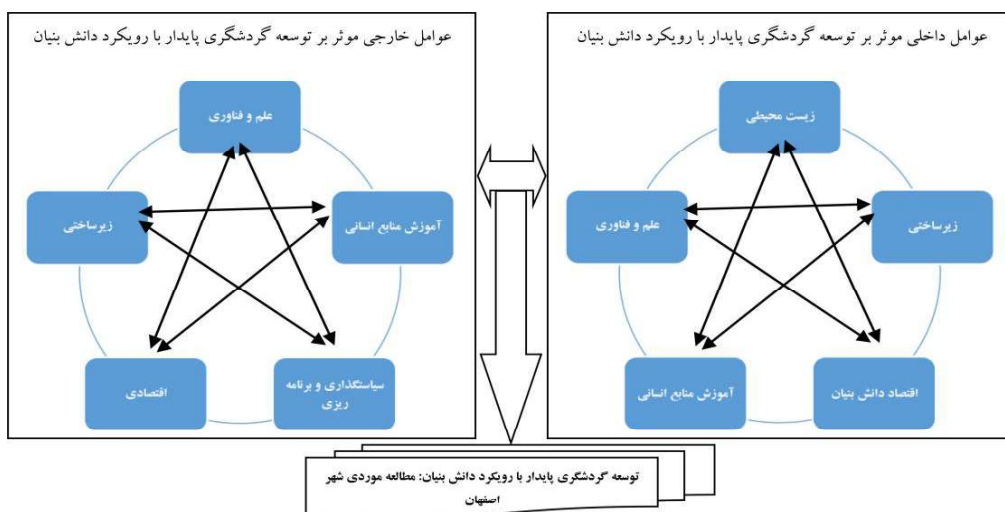 عوامل داخلی موثر بر توسعه گردشگری پایدار با رویکرد دانش بنیان
زیست محیطی
زیرساختی
علم و فناوری
اقتصاد دانش بنیان
آموزش منابع انسانی
عوامل خارجی موثر بر توسعه گردشگری پایدار با رویکرد دانش بنیان
علم و فناوری
آموزش منابع انسانی
زیرساختی
سیاستگذاری و برنامه
ریزی
اقتصادی
توسعه گردشگری پایدار با رویکرد دانش بنیان: مطالعه موردی شهر
اصفهان